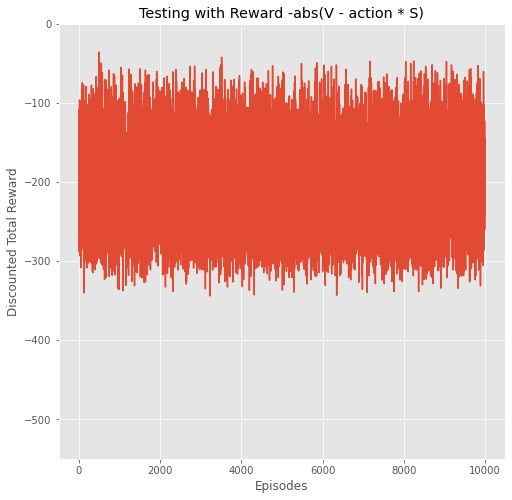 Testing with Reward -abs(V - action * S)
0
−100
−200
−300
−400
−500
Discounted Total Reward
0 2000 4000 6000 8000 10000
Episodes